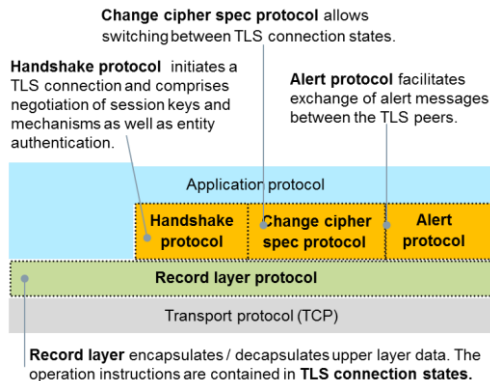 Change cipher spec protocol allows
switching between TLS connection states.
Handshake protocol initiates a
TLS connection and comprises
negotiation of session keys and
mechanisms as well as entity
authentication.
Alert protocol facilitates
exchange of alert messages
between the TLS peers.
Application protocol
Handshake
protocol
Change cipher
spec protocol
Alert
protocol
Record layer protocol
Transport protocol (TCP)
Record layer encapsulates / decapsulates upper layer data. The
operation instructions are contained in TLS connection states.